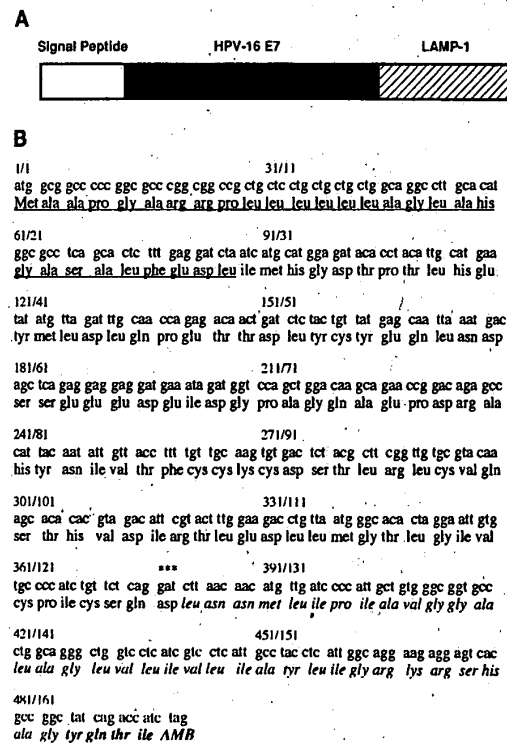 A
Signal Peptide HPV-16 E7 LAMP-1
B
1/1 31/11
atg gcg gcc ccc ggc gcc cgg cgg ccg ctg ctc ctg ctg ctg ctg gca ggc ctt gca cat
Met ala ala pro gly ala arg arg pro leu leu leu leu leu leu ala gly leu ala his
61/21 91/31
ggc gcc tca gca ctc ttt gag gat cta atc atg cat gga gat aca cct aca ttg cat gaa
gly ala ser ala leu phe glu asp leu ile met his gly asp thr pro thr leu his glu
121/41 151/51
tat atg tta gat ttg caa cca gag aca act gat ctc tac tgt tat gag caa tta aat gac
tyr met leu asp leu gln pro glu thr thr asp leu tyr cys tyr glu gln leu asn asp
181/61 211/71
agc tca gag gag gag gat gaa ata gat ggt cca gct gga caa gca gaa ccg gac aga gcc
ser ser glu glu glu asp glu ile asp gly pro ala gly gln ala glu pro asp arg ala
241/81 271/91
cat tac aat att gtt acc ttt tgt tgc aag tgt gac tct acg ctt cgg ttg tgc gta caa
his tyr asn ile val thr phe cys cys lys cys asp ser thr leu arg leu cys val gln
301/101 331/111
agc aca cac gta gac att cgt act ttg gaa gac ctg tta atg ggc aca cta gga att gtg
ser thr his val asp ile arg thr leu glu asp leu leu met gly thr leu gly ile val
361/121 *** 391/131
tgc ccc atc tgt tct cag gat ctt aac aac atg ttg atc ccc att gct gtg ggc ggt gcc
cys pro ile cys ser gln asp leu asn asn met leu ile pro ile ala val gly gly ala
421/141 451/151
ctg gca ggg ctg gtc ctc atc gtc ctc att gcc tac ctc att ggc agg aag agg agt cac
leu ala gly leu val leu ile val leu ile ala tyr leu ile gly arg lys arg ser his
481/161
gcc ggc tat cag acc atc tag
ala gly tyr gln thr ile AMB